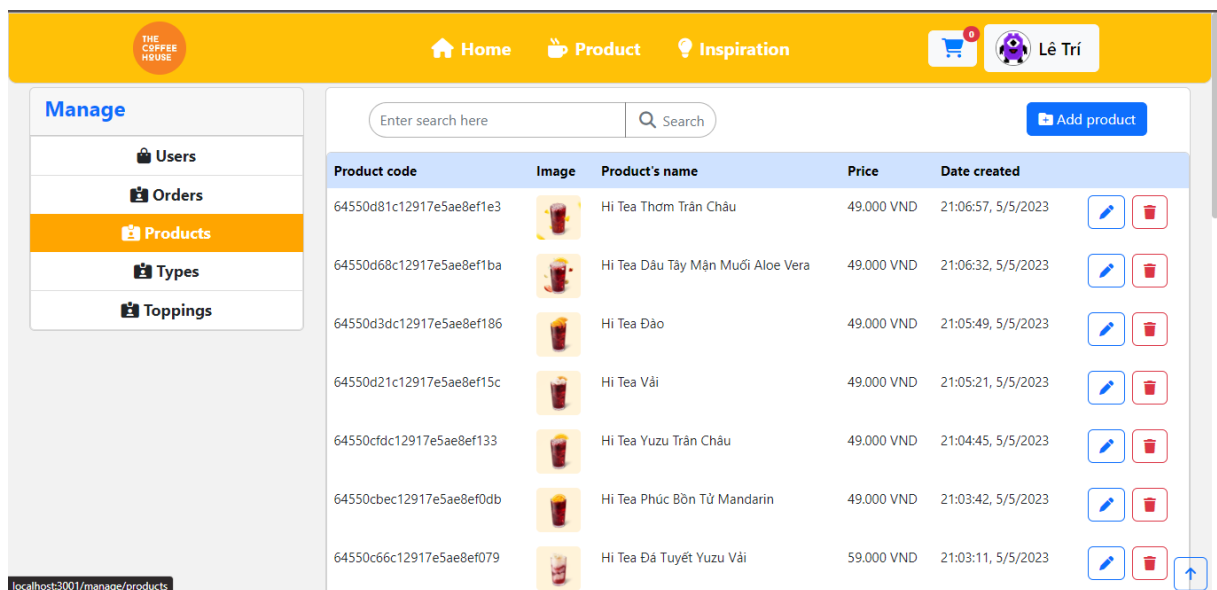 THE
COFFEE
HOUSE
Home Product Inspiration
0
Lê Trí
Manage
Users
Orders
Products
Types
Toppings
Enter search here Search
Add product
Product code Image Product's name Price Date created
64550d81c12917e5ae8ef1e3 Hi Tea Thơm Trân Châu 49.000 VND 21:06:57, 5/5/2023
64550d68c12917e5ae8ef1ba Hi Tea Dâu Tây Mận Muối Aloe Vera 49.000 VND 21:06:32, 5/5/2023
64550d3dc12917e5ae8ef186 Hi Tea Đào 49.000 VND 21:05:49, 5/5/2023
64550d21c12917e5ae8ef15c Hi Tea Vải 49.000 VND 21:05:21, 5/5/2023
64550cfdc12917e5ae8ef133 Hi Tea Yuzu Trân Châu 49.000 VND 21:04:45, 5/5/2023
64550cbec12917e5ae8ef0db Hi Tea Phúc Bồn Tử Mandarin 49.000 VND 21:03:42, 5/5/2023
64550c66c12917e5ae8ef079 Hi Tea Đá Tuyết Yuzu Vải 59.000 VND 21:03:11, 5/5/2023
localhost:3001/manage/products